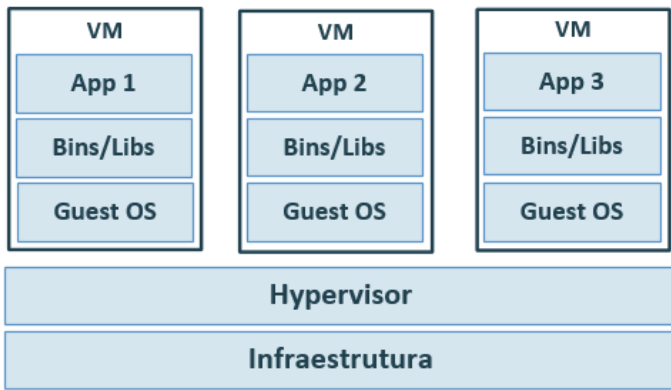 VM VM VM
App 1 App 2 App 3
Bins/Libs Bins/Libs Bins/Libs
Guest OS Guest OS Guest OS
Hypervisor
Infraestrutura